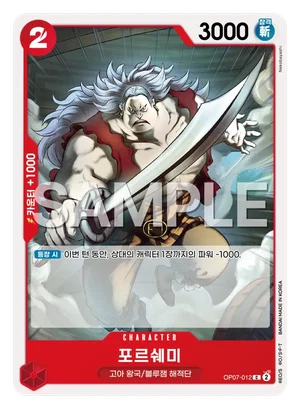 2
3000
참격
斬
카운터 +1000
SAMPLE
등장 시 이번 턴 동안, 상대의 캐릭터 1장까지의 파워 -1000.
CHARACTER
포르쉐미
고아 왕국/블루잼 해적단
OP07-012 C
2
BANDAI MADE IN KOREA